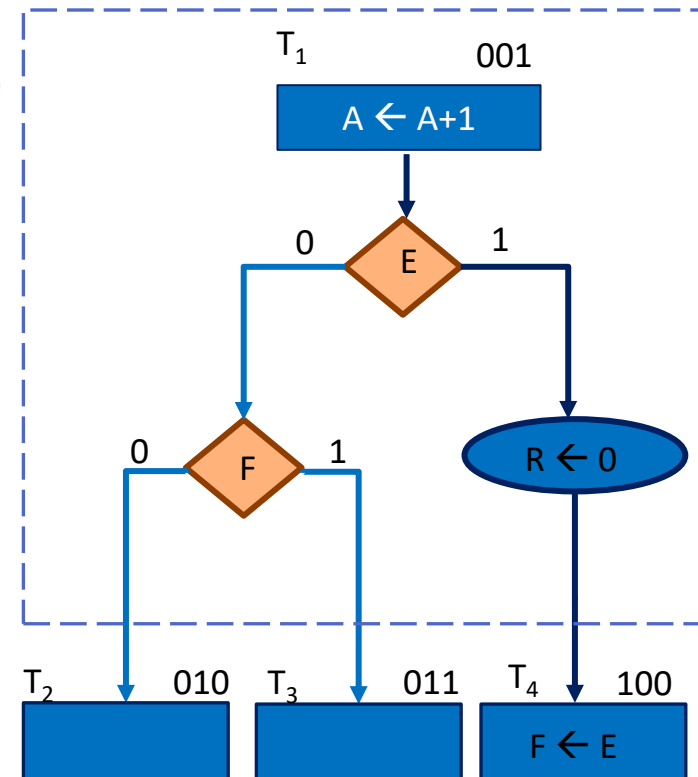 T₁ 001
A ← A+1
0 1
E
0 1
F
R ← 0
T₂ 010 T₃ 011 T₄ 100
F ← E